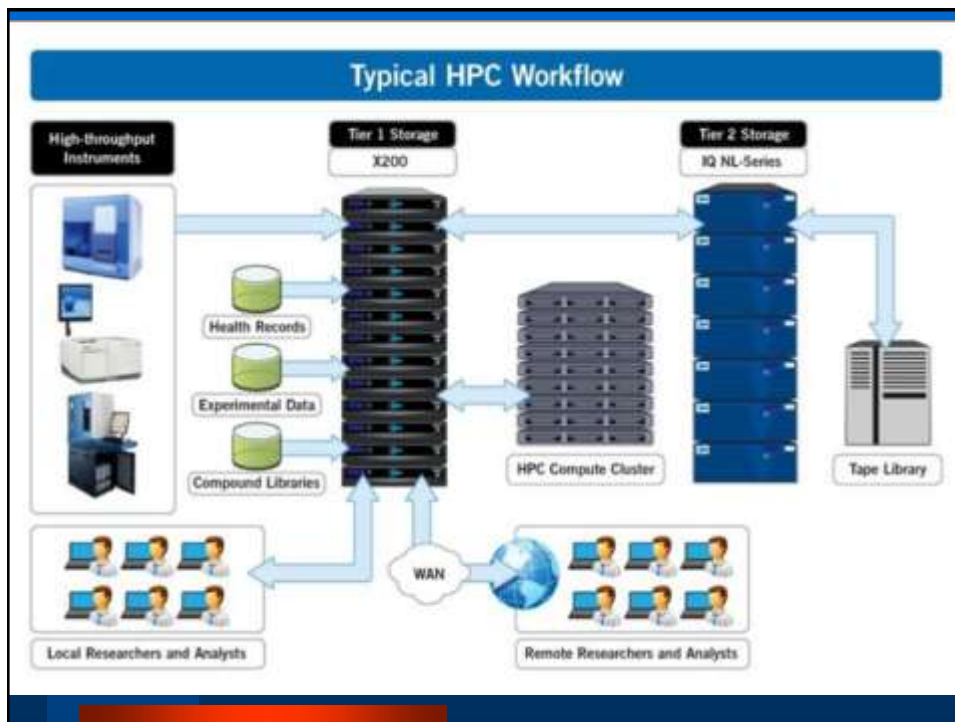 Typical HPC Workflow
High-throughput
Instruments
Tier 1 Storage
X200
Tier 2 Storage
IQ NL-Series
Health Records
Experimental Data
Compound Libraries
HPC Compute Cluster
Tape Library
WAN
Local Researchers and Analysts
Remote Researchers and Analysts